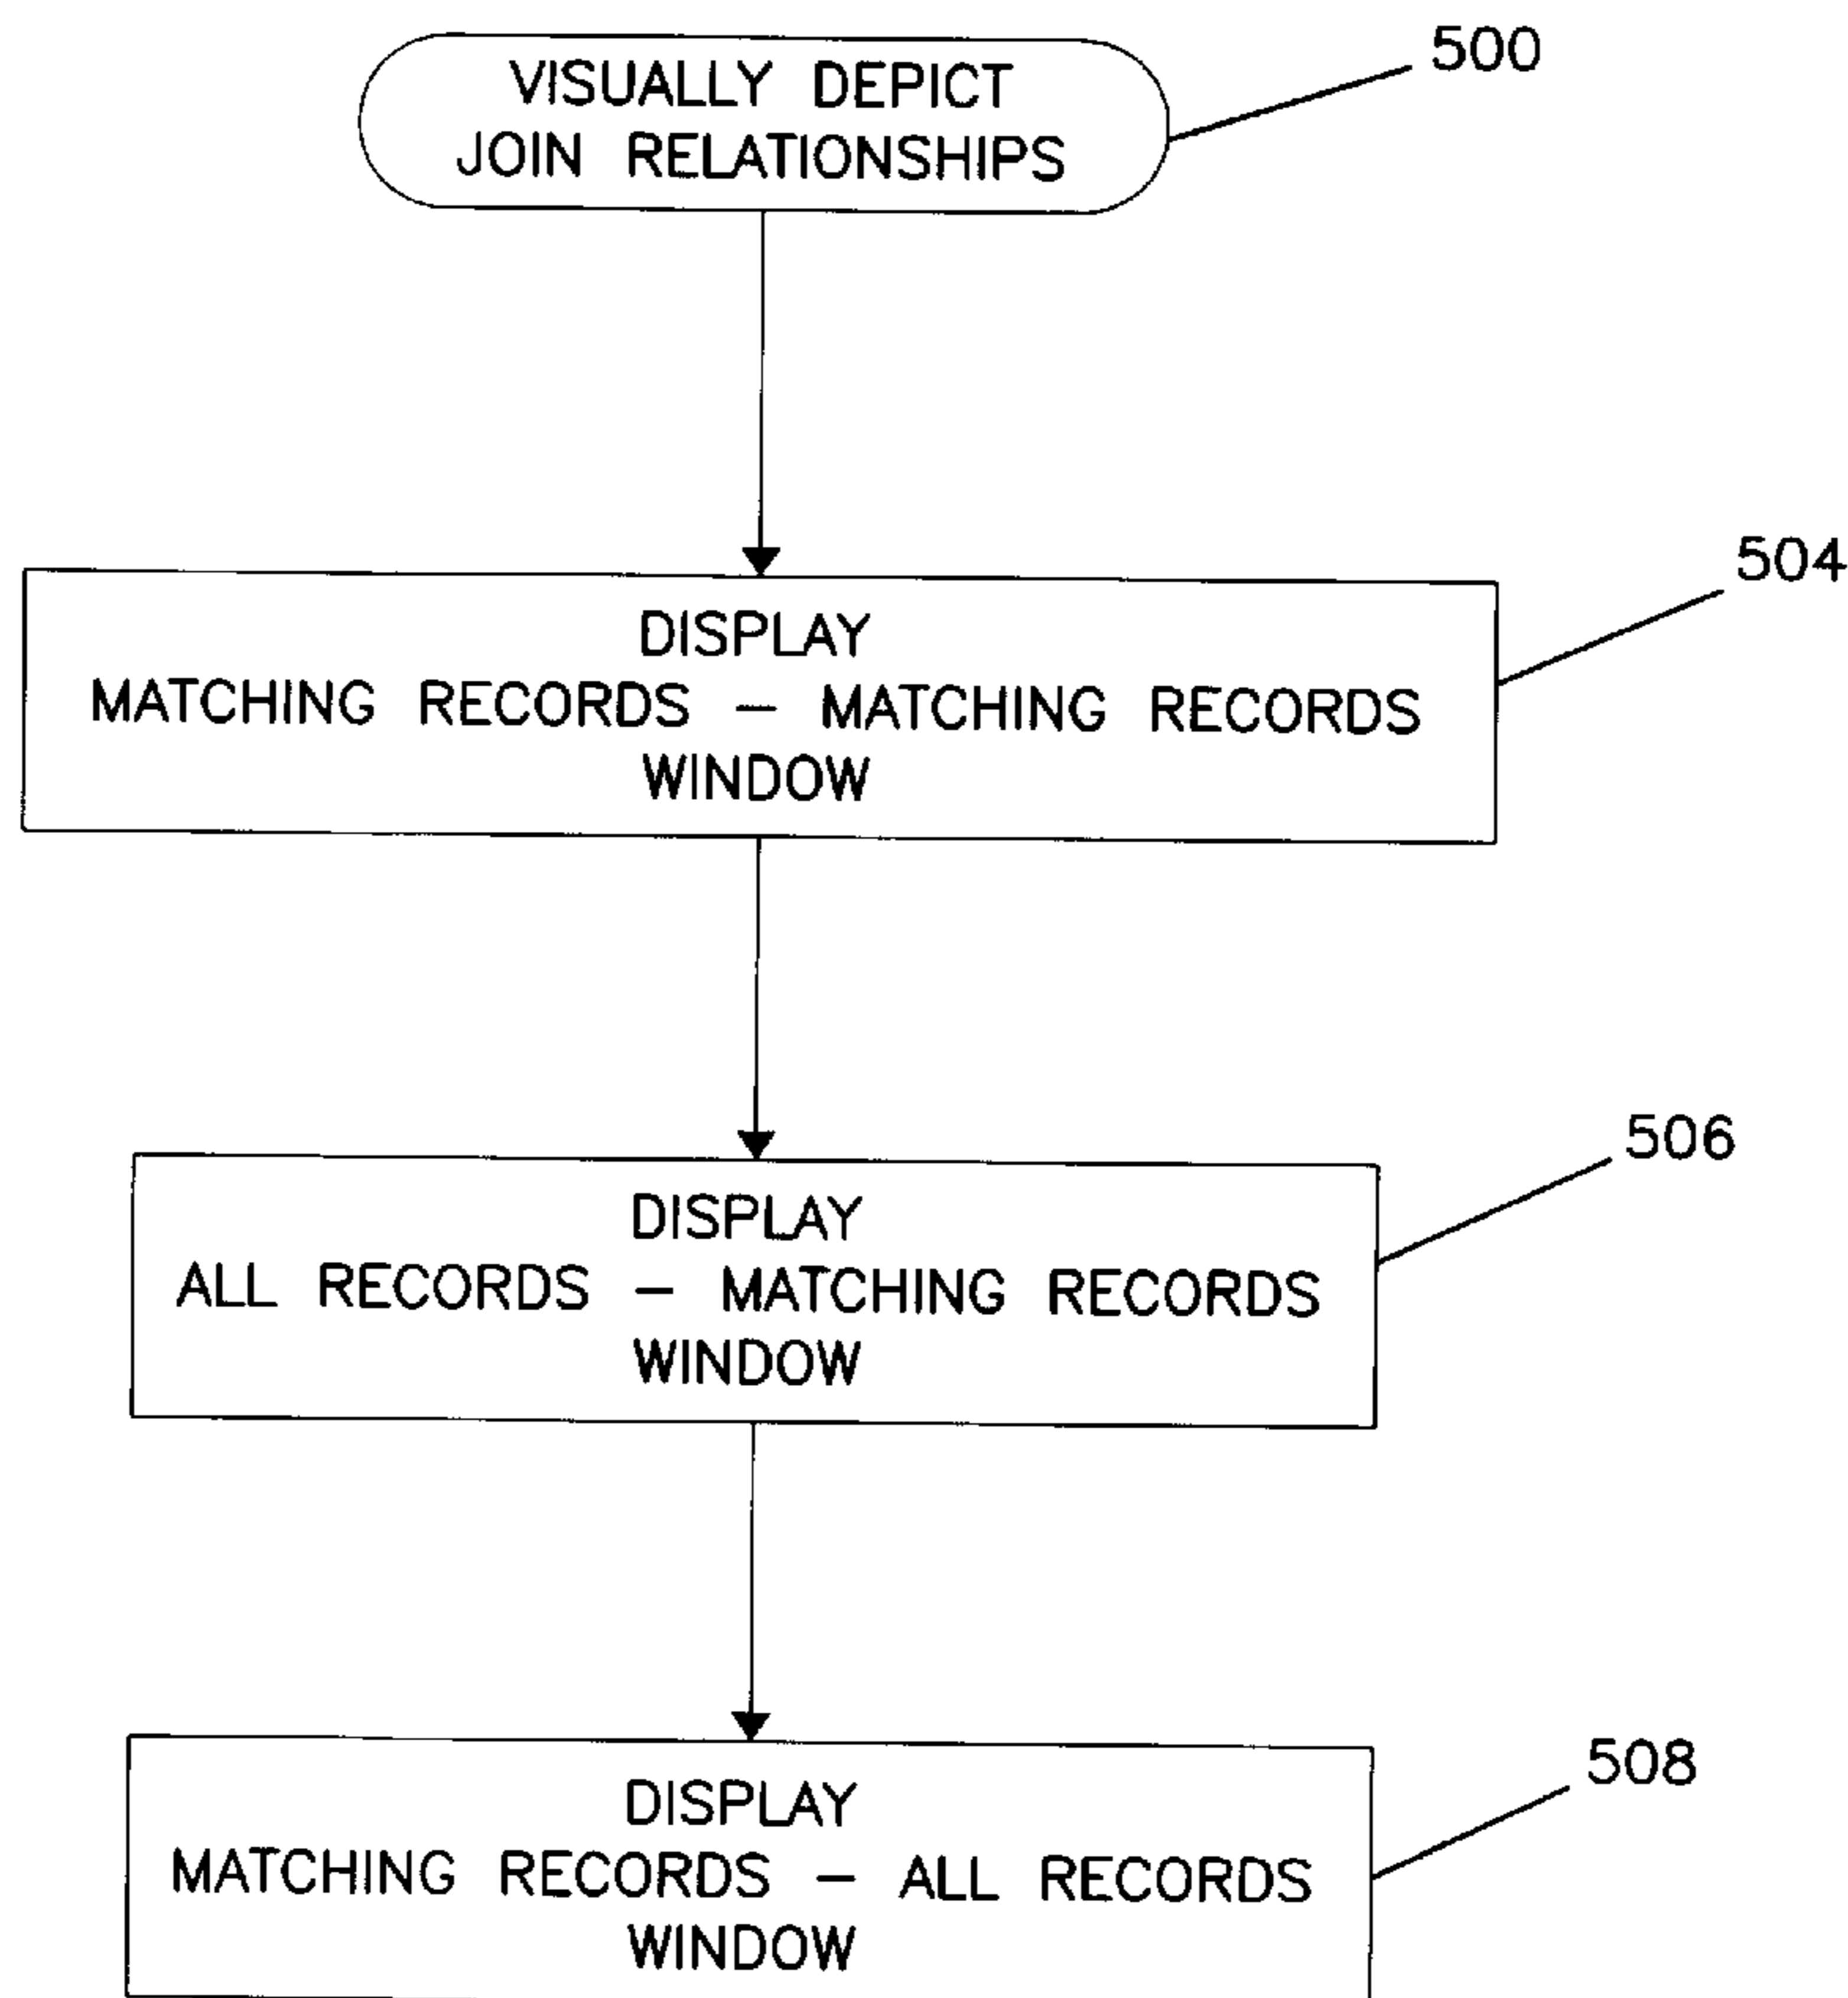 VISUALLY DEPICT
JOIN RELATIONSHIPS
500
DISPLAY
MATCHING RECORDS — MATCHING RECORDS
WINDOW
504
DISPLAY
ALL RECORDS — MATCHING RECORDS
WINDOW
506
DISPLAY
MATCHING RECORDS — ALL RECORDS
WINDOW
508